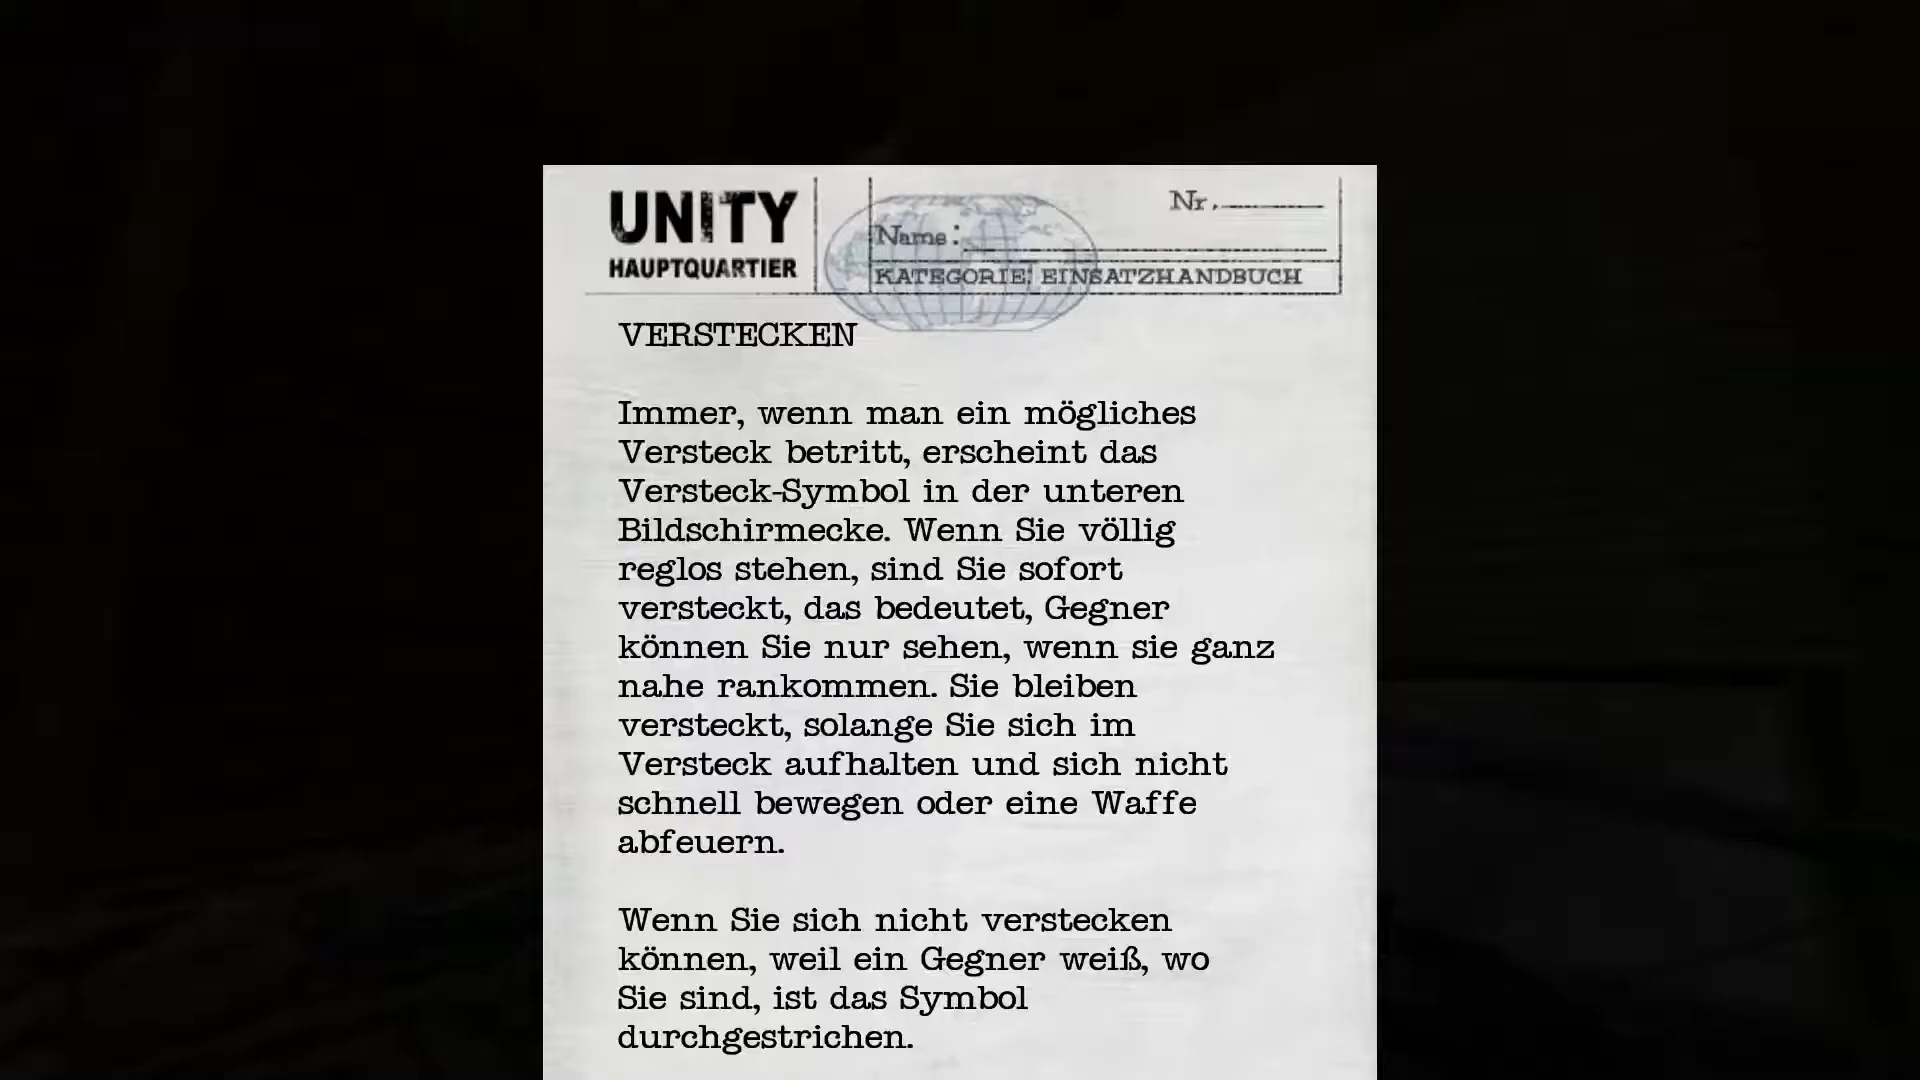 UNITY
HAUPTQUARTIER
Nr.
Name:
KATEGORIE: EINSATZHANDBUCH
VERSTECKEN
Immer, wenn man ein mögliches
Versteck betritt, erscheint das
Versteck-Symbol in der unteren
Bildschirmecke. Wenn Sie völlig
reglos stehen, sind Sie sofort
versteckt, das bedeutet, Gegner
können Sie nur sehen, wenn sie ganz
nahe rankommen. Sie bleiben
versteckt, solange Sie sich im
Versteck aufhalten und sich nicht
schnell bewegen oder eine Waffe
abfeuern.
Wenn Sie sich nicht verstecken
können, weil ein Gegner weiß, wo
Sie sind, ist das Symbol
durchgestrichen.